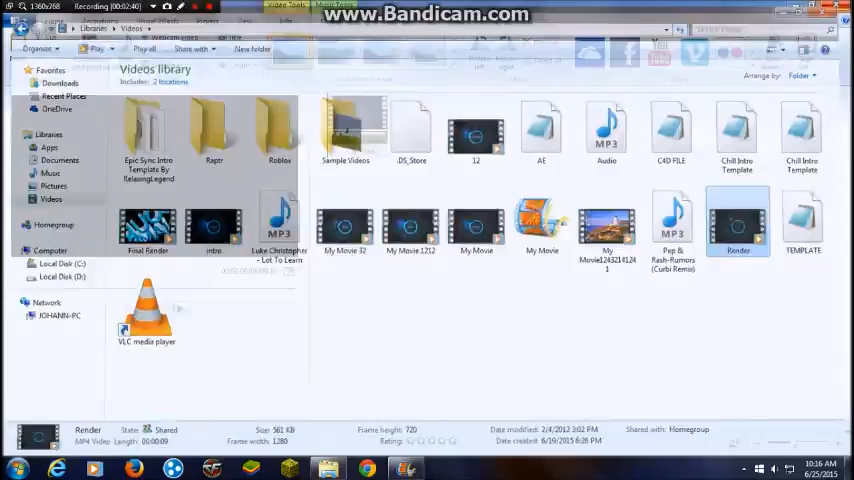 1360x768 Recording [00:02:40]
www.Bandicam.com
Video Tools Music Tools
Libraries Videos
Organize Play Play all Share with New folder
Favorites
Downloads
Recent Places
OneDrive
Libraries
Apps
Documents
Music
Pictures
Videos
Homegroup
Computer
Local Disk (C:)
Local Disk (D:)
Network
JOHANN-PC
Videos library
Includes: 2 locations
Arrange by: Folder
Epic Sync Intro
Template By
RelaxingLegend
Raptr
Roblox
Sample Videos
.DS_Store
12
AE
MP3
Audio
C4D FILE
Chill Intro
Template
Chill Intro
Template
Final Render
intro
MP3
Luke Christopher
- Lot To Learn
My Movie 32
My Movie 1212
My Movie
My Movie
My
Movie1243214124
1
MP3
Pep &
Rash-Rumors
(Curbi Remix)
Render
TEMPLATE
VLC media player
Render State: Shared Size: 561 KB Frame height: 720 Date modified: 2/4/2012 3:02 PM Shared with: Homegroup
MP4 Video Length: 00:00:09 Frame width: 1280 Rating: Date created: 6/19/2015 6:26 PM
10:16 AM
6/25/2015